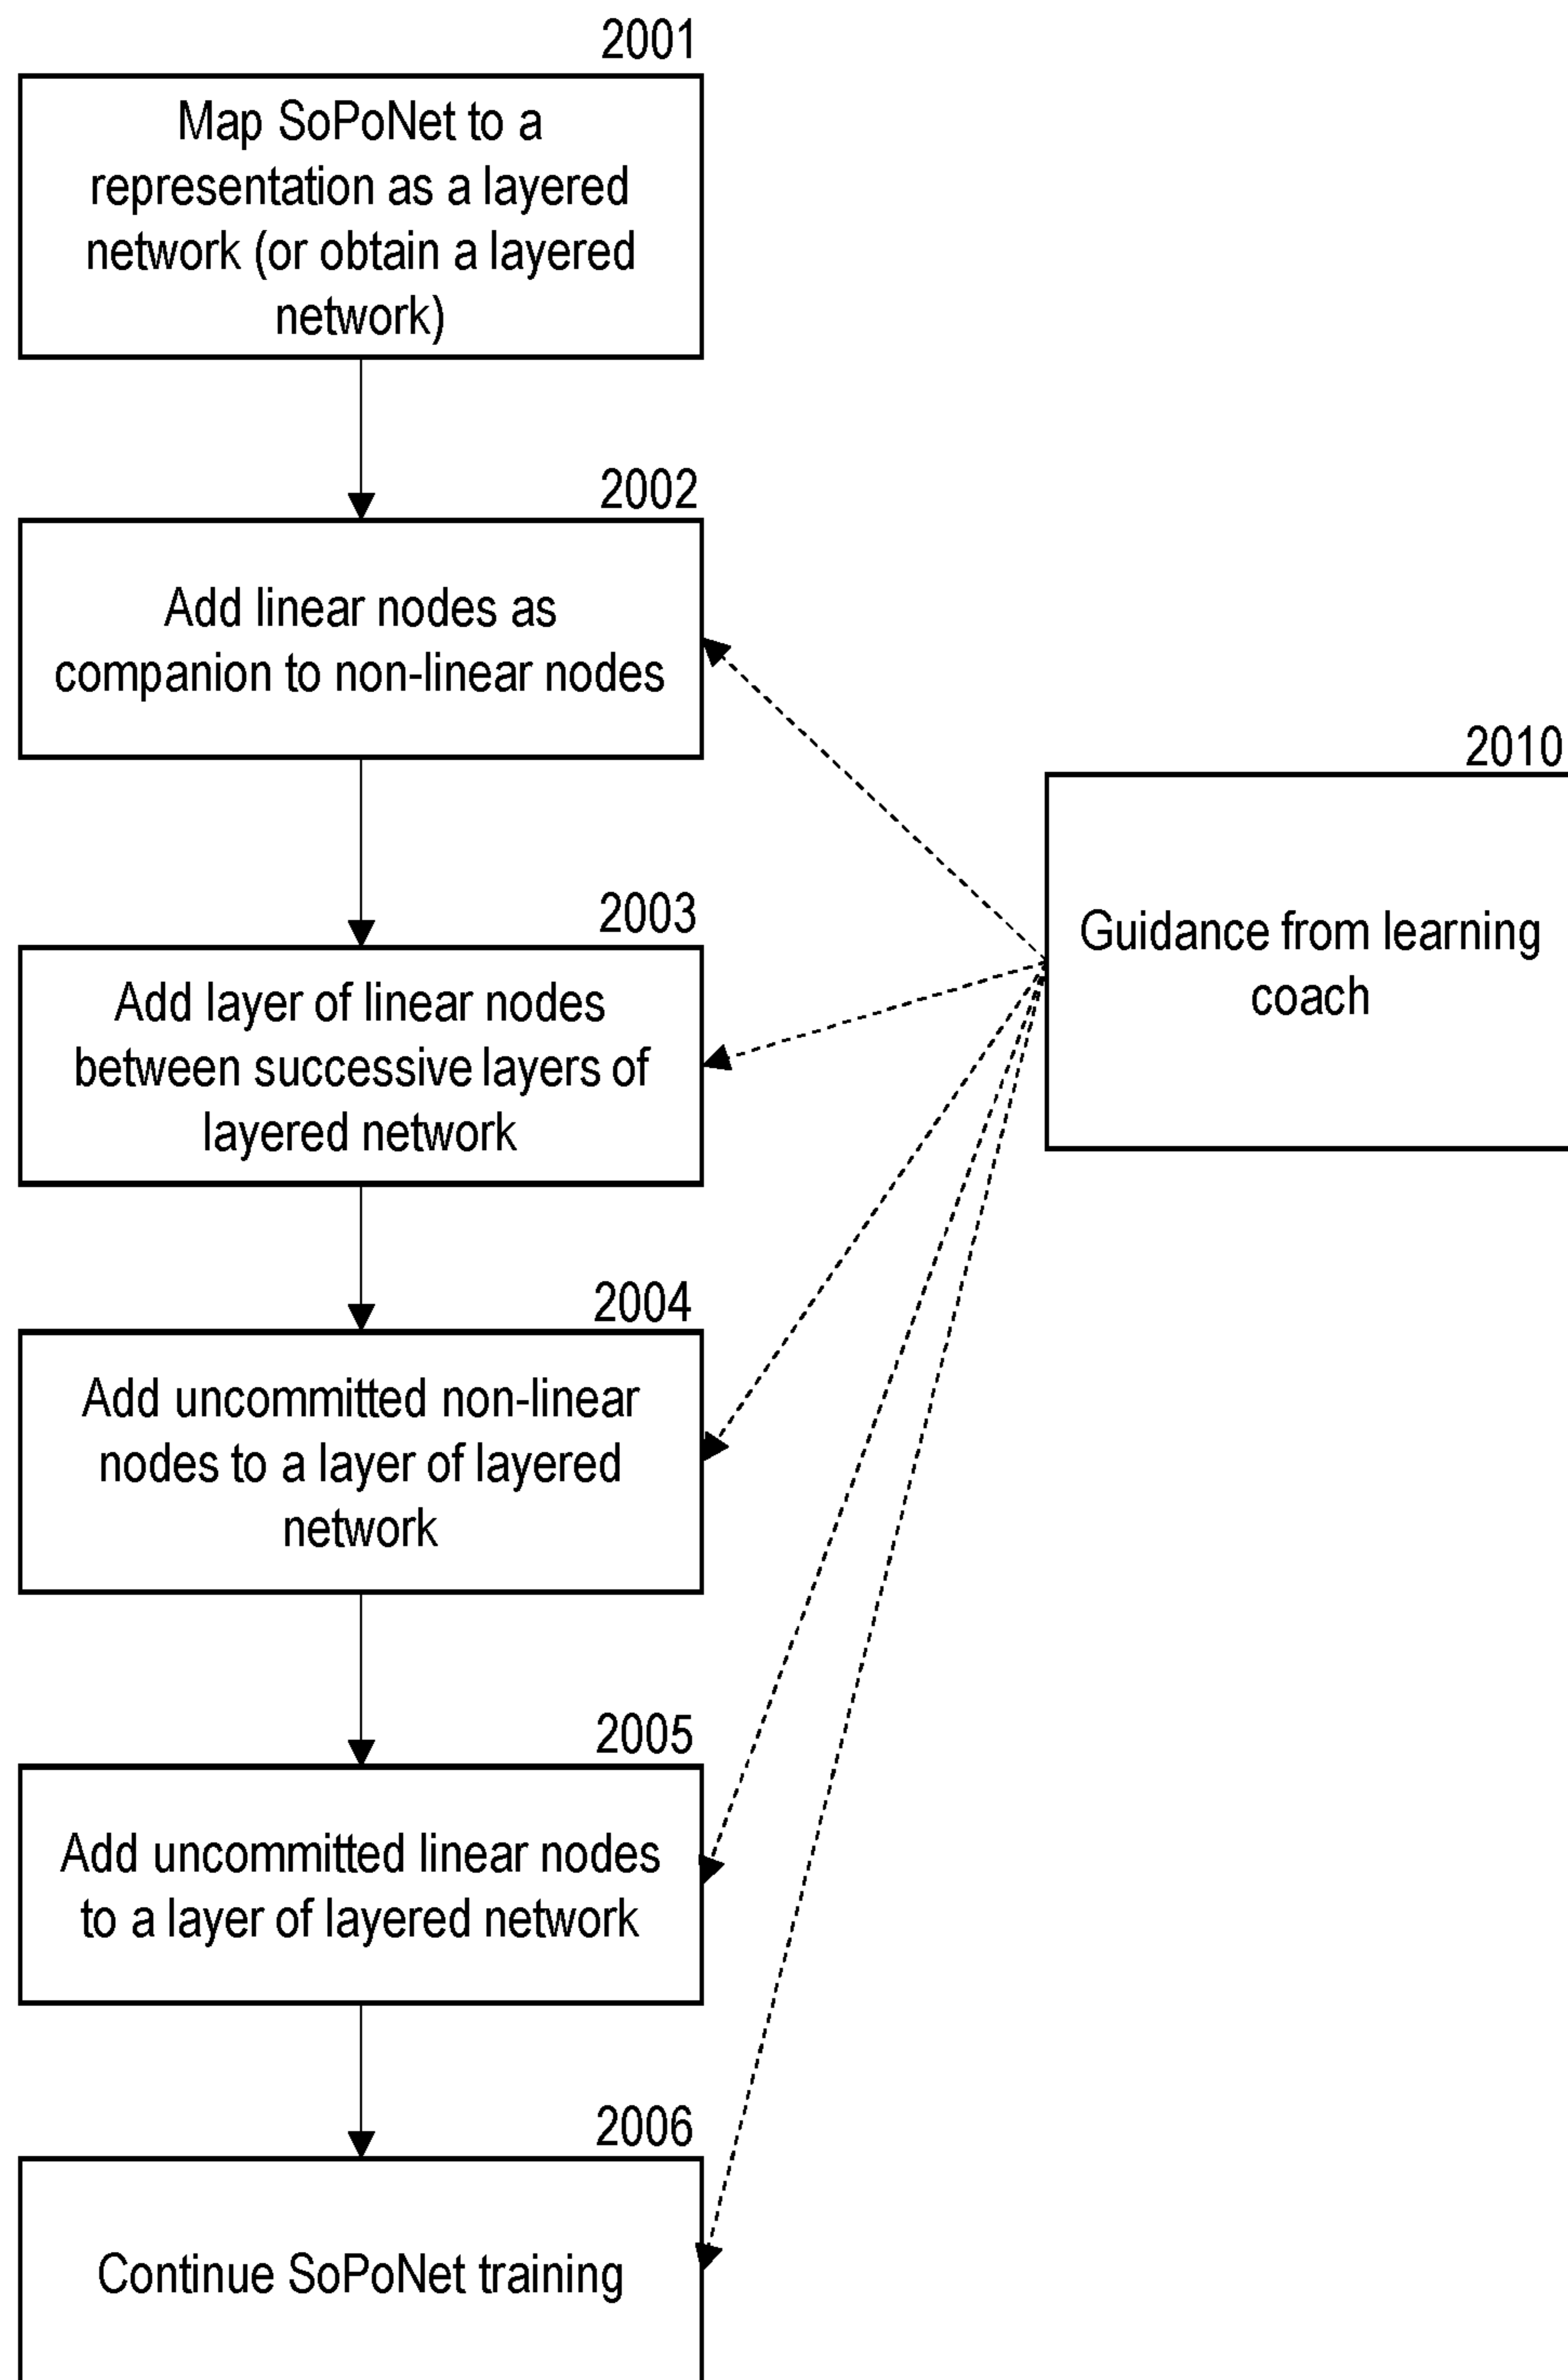 2001
Map SoPoNet to a
representation as a layered
network (or obtain a layered
network)
2002
Add linear nodes as
companion to non-linear nodes
2010
Guidance from learning
coach
2003
Add layer of linear nodes
between successive layers of
layered network
2004
Add uncommitted non-linear
nodes to a layer of layered
network
2005
Add uncommitted linear nodes
to a layer of layered network
2006
Continue SoPoNet training